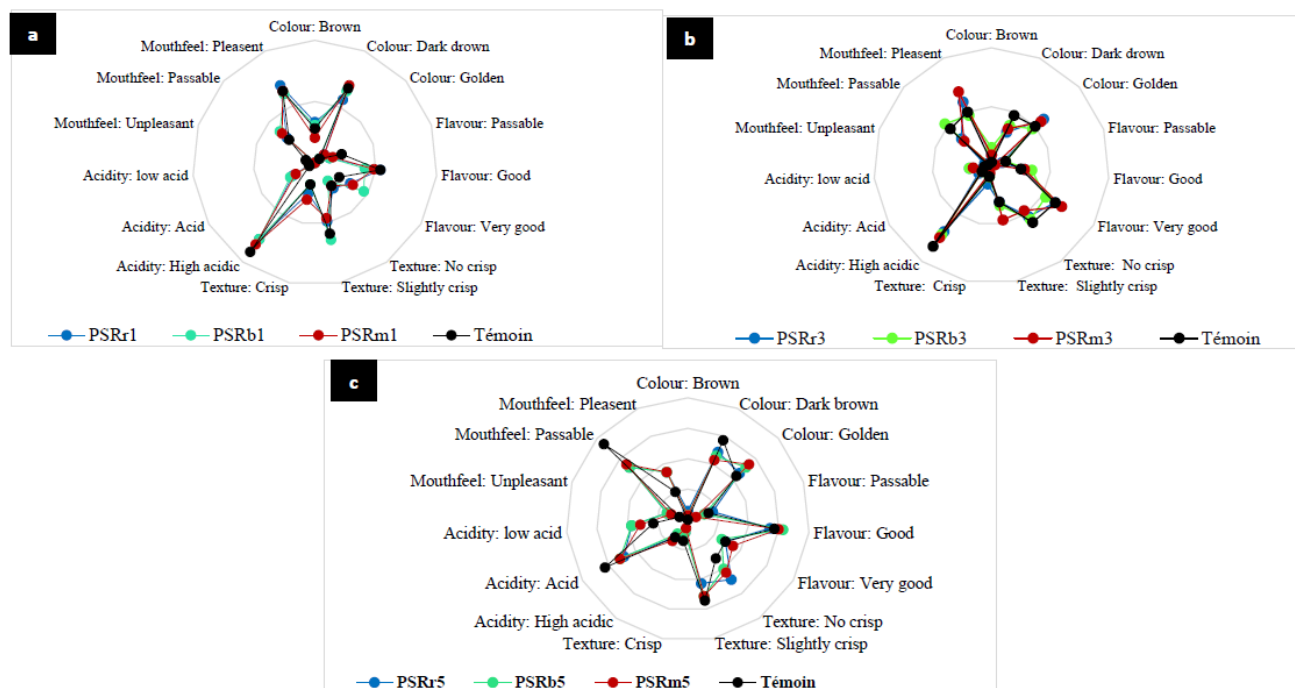 a
Colour: Brown
Mouthfeel: Pleasent
Colour: Dark drown
Mouthfeel: Passable
Colour: Golden
Mouthfeel: Unpleasant
Flavour: Passable
Acidity: low acid
Flavour: Good
Acidity: Acid
Flavour: Very good
Acidity: High acidic
Texture: No crisp
Texture: Crisp
Texture: Slightly crisp
PSRr1 PSRb1 PSRm1 Témoin
b
Colour: Brown
Mouthfeel: Pleasent
Colour: Dark drown
Mouthfeel: Passable
Colour: Golden
Mouthfeel: Unpleasant
Flavour: Passable
Acidity: low acid
Flavour: Good
Acidity: Acid
Flavour: Very good
Acidity: High acidic
Texture: No crisp
Texture: Crisp
Texture: Slightly crisp
PSRr3 PSRb3 PSRm3 Témoin
c
Colour: Brown
Mouthfeel: Pleasent
Colour: Dark brown
Mouthfeel: Passable
Colour: Golden
Mouthfeel: Unpleasant
Flavour: Passable
Acidity: low acid
Flavour: Good
Acidity: Acid
Flavour: Very good
Acidity: High acidic
Texture: No crisp
Texture: Crisp
Texture: Slightly crisp
PSRr5 PSRb5 PSRm5 Témoin